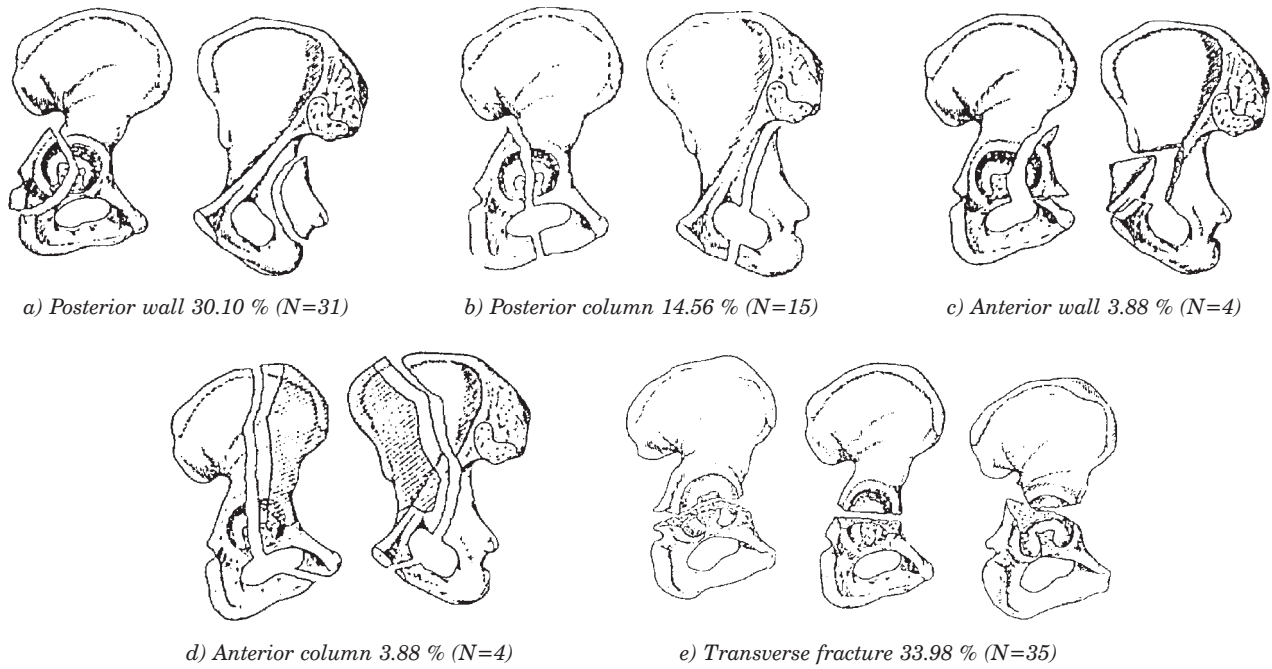 a) Posterior wall 30.10 % (N=31)
b) Posterior column 14.56 % (N=15)
c) Anterior wall 3.88 % (N=4)
d) Anterior column 3.88 % (N=4)
e) Transverse fracture 33.98 % (N=35)